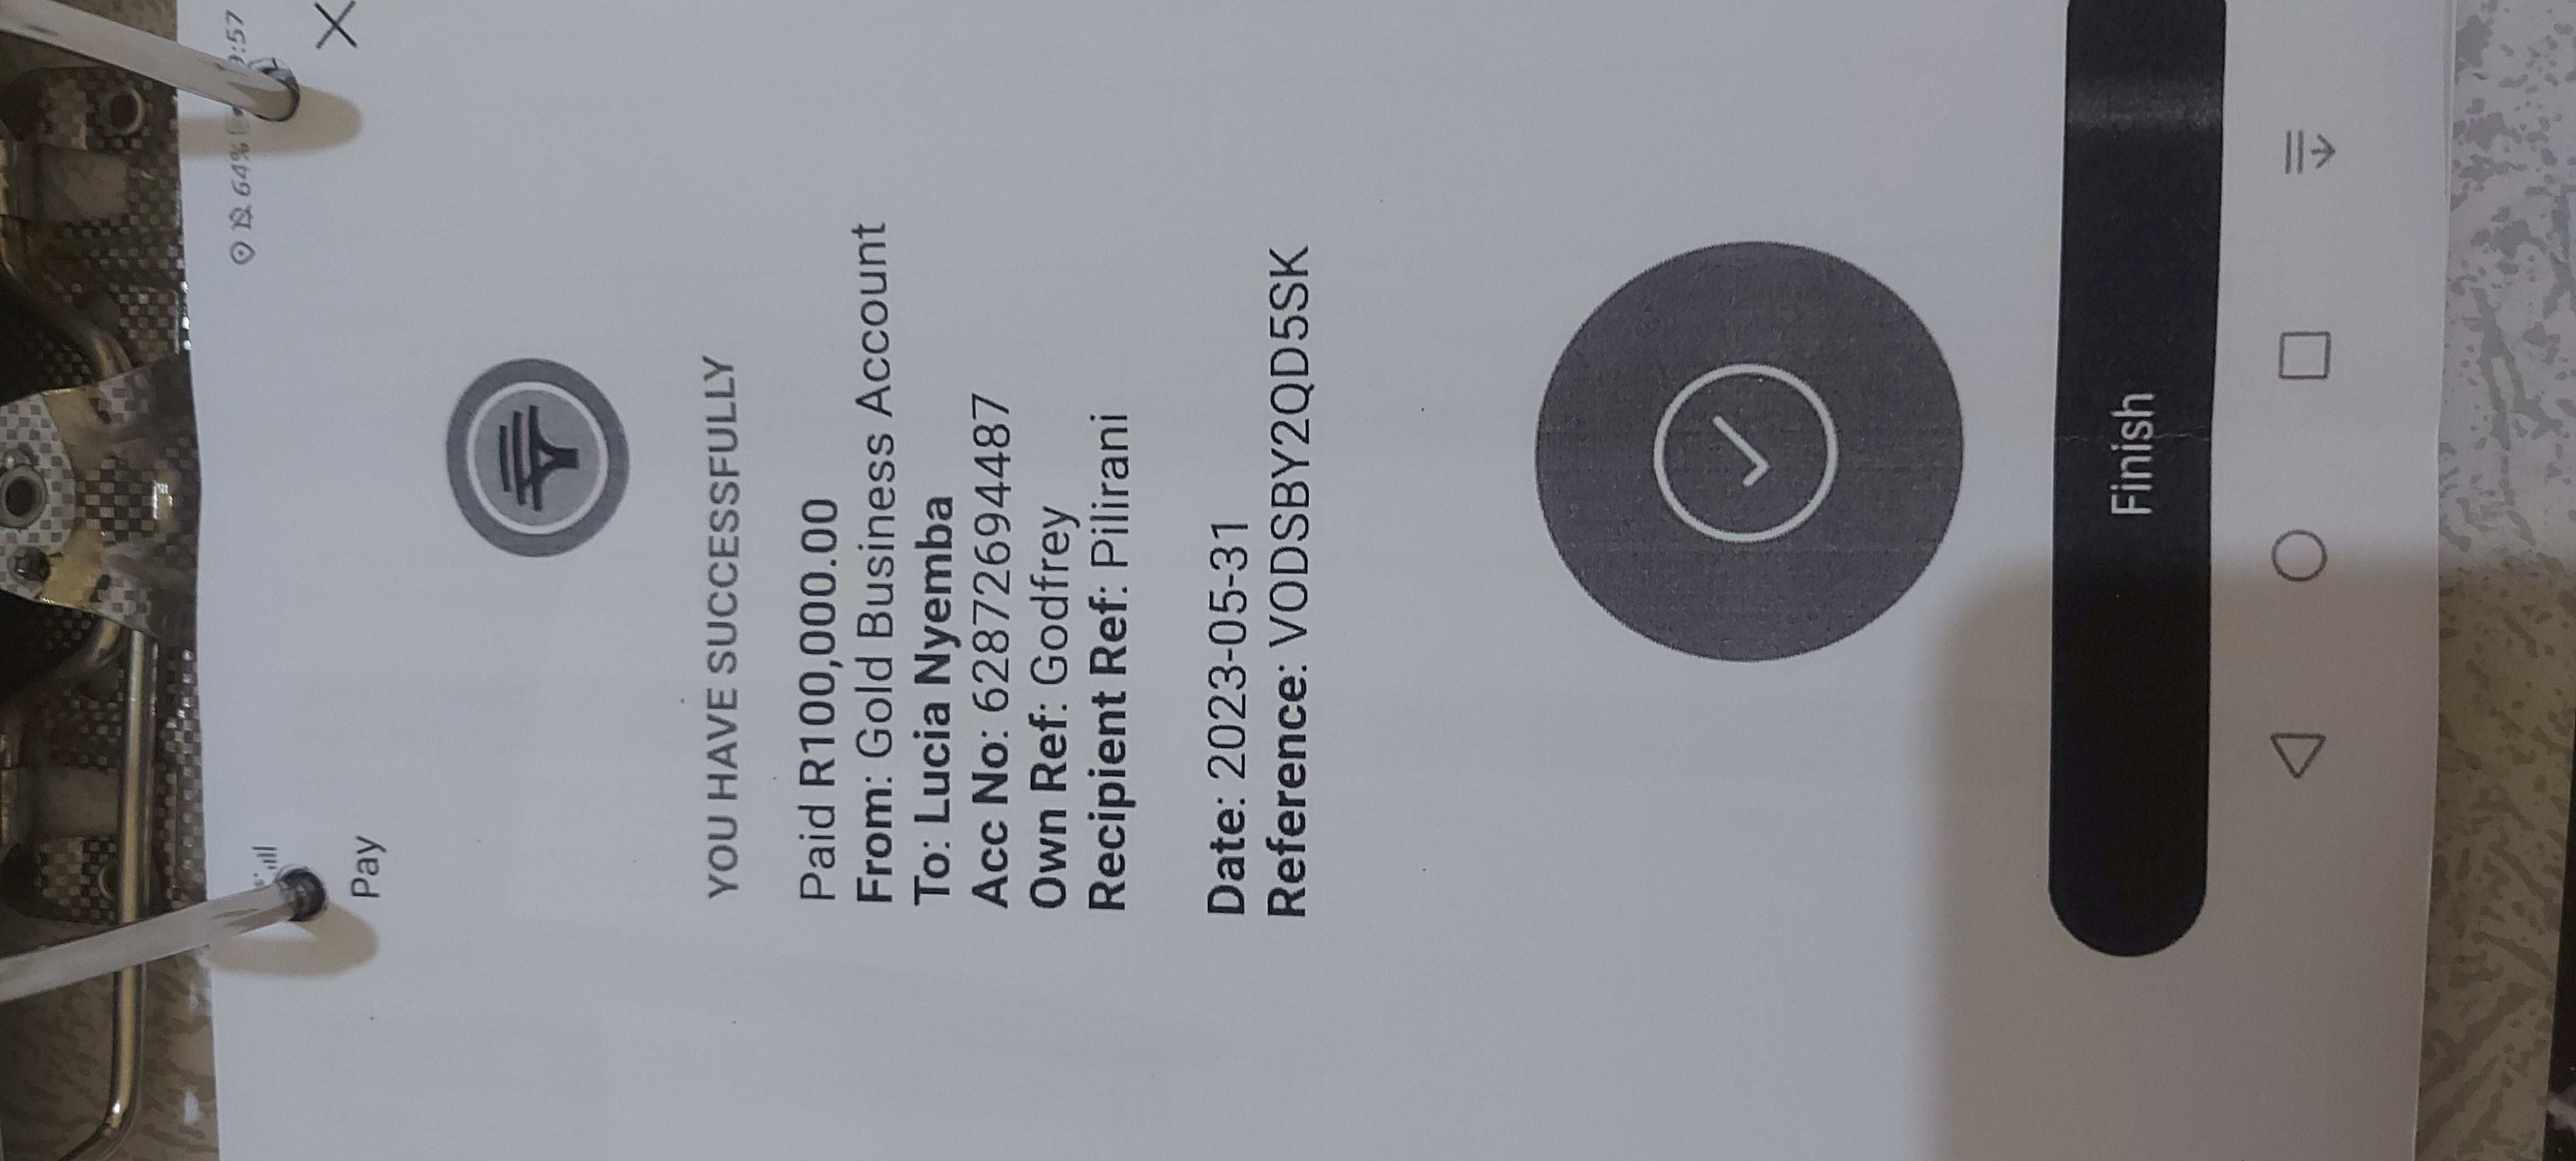 64% 9:57
Pay
YOU HAVE SUCCESSFULLY
Paid R100,000.00
From: Gold Business Account
To: Lucia Nyemba
Acc No: 62872694487
Own Ref: Godfrey
Recipient Ref: Pilirani
Date: 2023-05-31
Reference: VODSBY2QD5SK
Finish